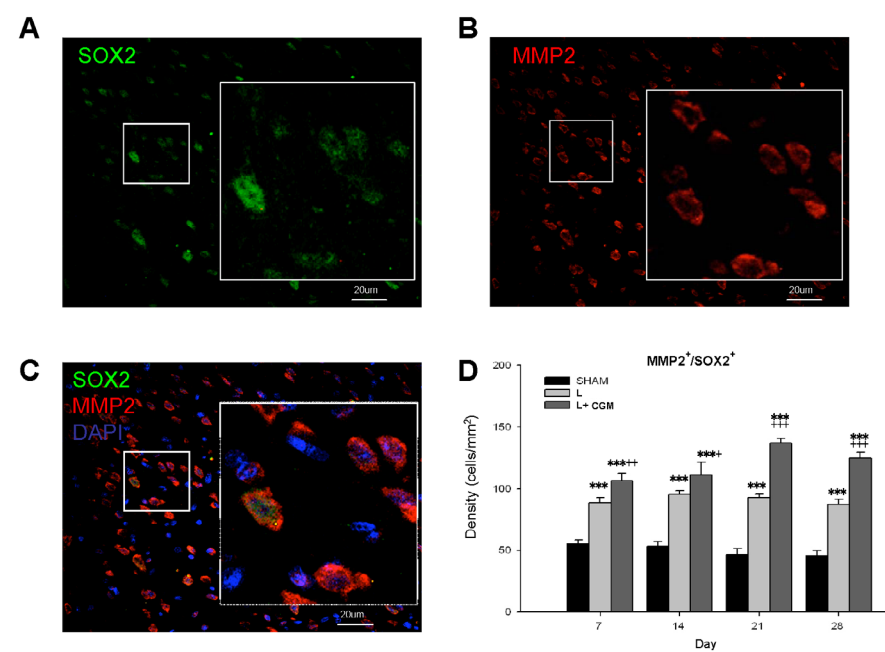 A
SOX2
20um
B
MMP2
20um
C
SOX2
MMP2
DAPI
20um
D
MMP2+/SOX2+
SHAM
L
L+ CGM
Density (cells/mm²)
200
150
100
50
0
***
***++
***
***+
***
***
+++
***
***
+++
7
14
21
28
Day